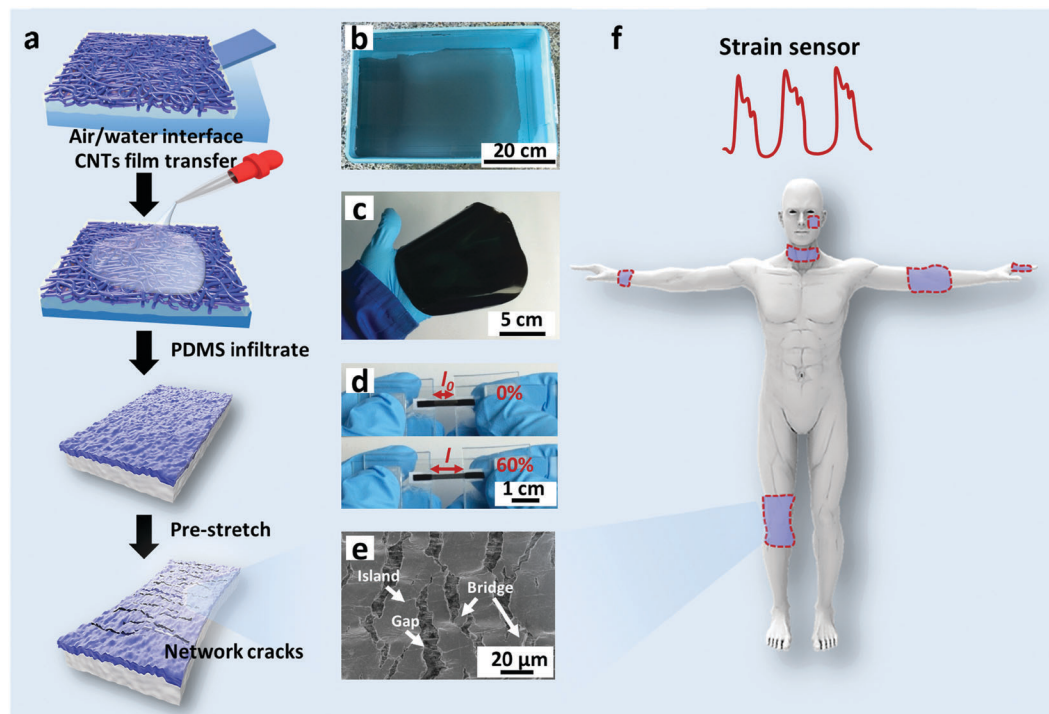 a
Air/water interface
CNTs film transfer
PDMS infiltrate
Pre-stretch
Network cracks
b
20 cm
c
5 cm
d
l0
0%
l
60%
1 cm
e
Island
Gap
Bridge
20 μm
f
Strain sensor